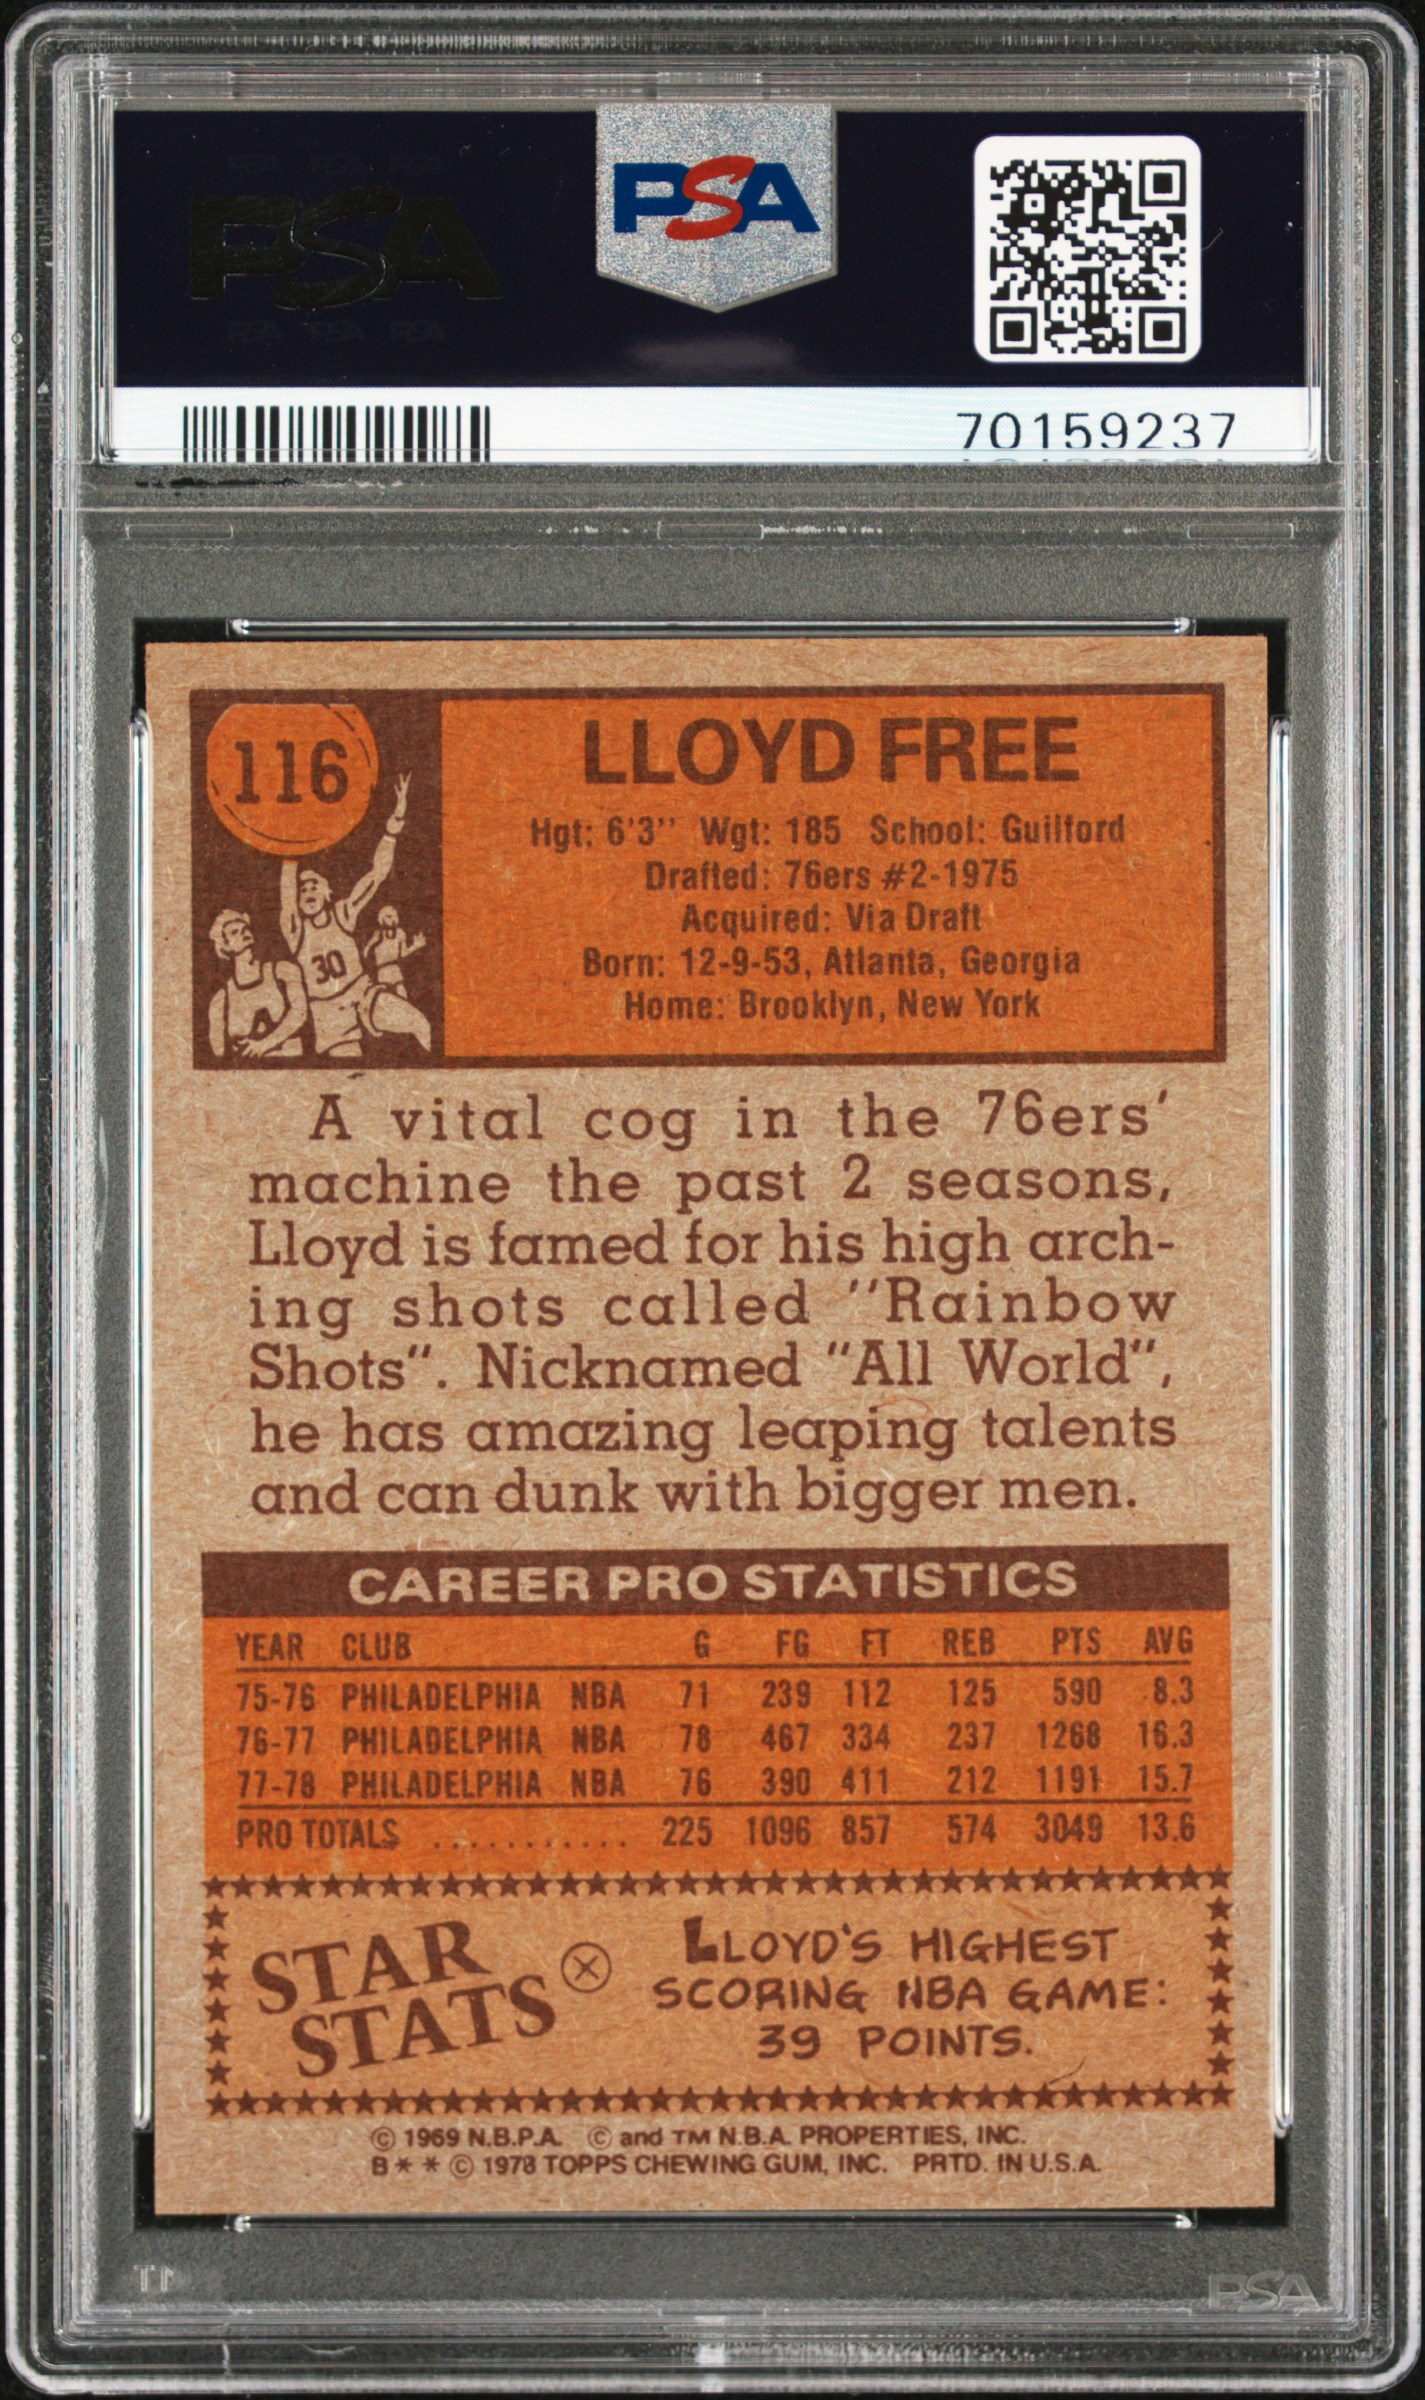 PSA
PSA
70159237
116
LLOYD FREE
Hgt: 6'3'' Wgt: 185 School: Guilford
Drafted: 76ers #2-1975
Acquired: Via Draft
Born: 12-9-53, Atlanta, Georgia
Home: Brooklyn, New York
30
A vital cog in the 76ers'
machine the past 2 seasons,
Lloyd is famed for his high arch-
ing shots called "Rainbow
Shots". Nicknamed "All World",
he has amazing leaping talents
and can dunk with bigger men.
CAREER PRO STATISTICS
YEAR CLUB G FG FT REB PTS AVG
75-76 PHILADELPHIA NBA 71 239 112 125 590 8.3
76-77 PHILADELPHIA NBA 78 467 334 237 1268 16.3
77-78 PHILADELPHIA NBA 76 390 411 212 1191 15.7
PRO TOTALS ........... 225 1096 857 574 3049 13.6
STAR
STATS
LLOYD'S HIGHEST
SCORING NBA GAME:
39 POINTS.
© 1969 N.B.P.A. © and TM N.B.A. PROPERTIES, INC.
B * * © 1978 TOPPS CHEWING GUM, INC. PRTD. IN U.S.A.
PSA